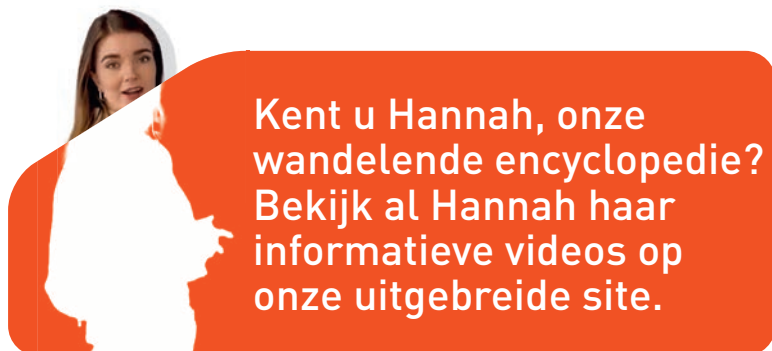 Kent u Hannah, onze
wandelende encyclopedie?
Bekijk al Hannah haar
informatieve videos op
onze uitgebreide site.